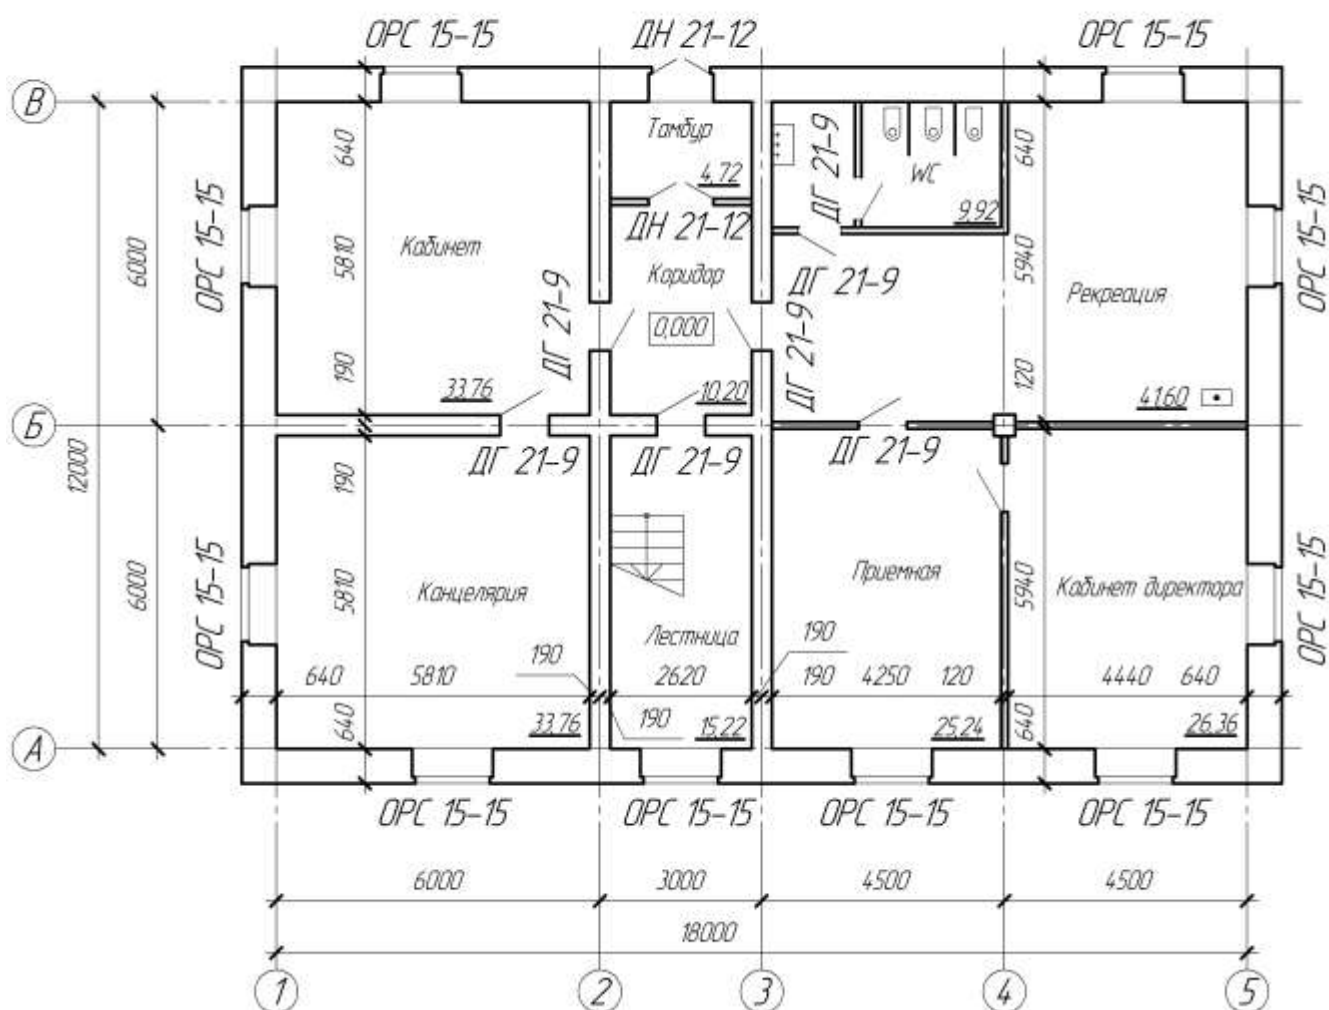 ОРС 15-15
ДН 21-12
ОРС 15-15
В
640
Тамбур
4,72
ДГ 21-9
WC
9,92
640
ОРС 15-15
6000
Кабинет
5810
ДН 21-12
Коридор
0,000
ДГ 21-9
ДГ 21-9
ДГ 21-9
5940
Рекреация
ОРС 15-15
190
33,76
10,20
120
41,60
Б
12000
ДГ 21-9
ДГ 21-9
ДГ 21-9
190
ОРС 15-15
6000
5810
Канцелярия
Лестница
Приемная
5940
Кабинет директора
ОРС 15-15
190
190
640
5810
2620
190
4250
120
4440
640
А
640
33,76
190
15,22
25,24
640
26,36
ОРС 15-15
ОРС 15-15
ОРС 15-15
ОРС 15-15
6000
3000
4500
4500
18000
1
2
3
4
5